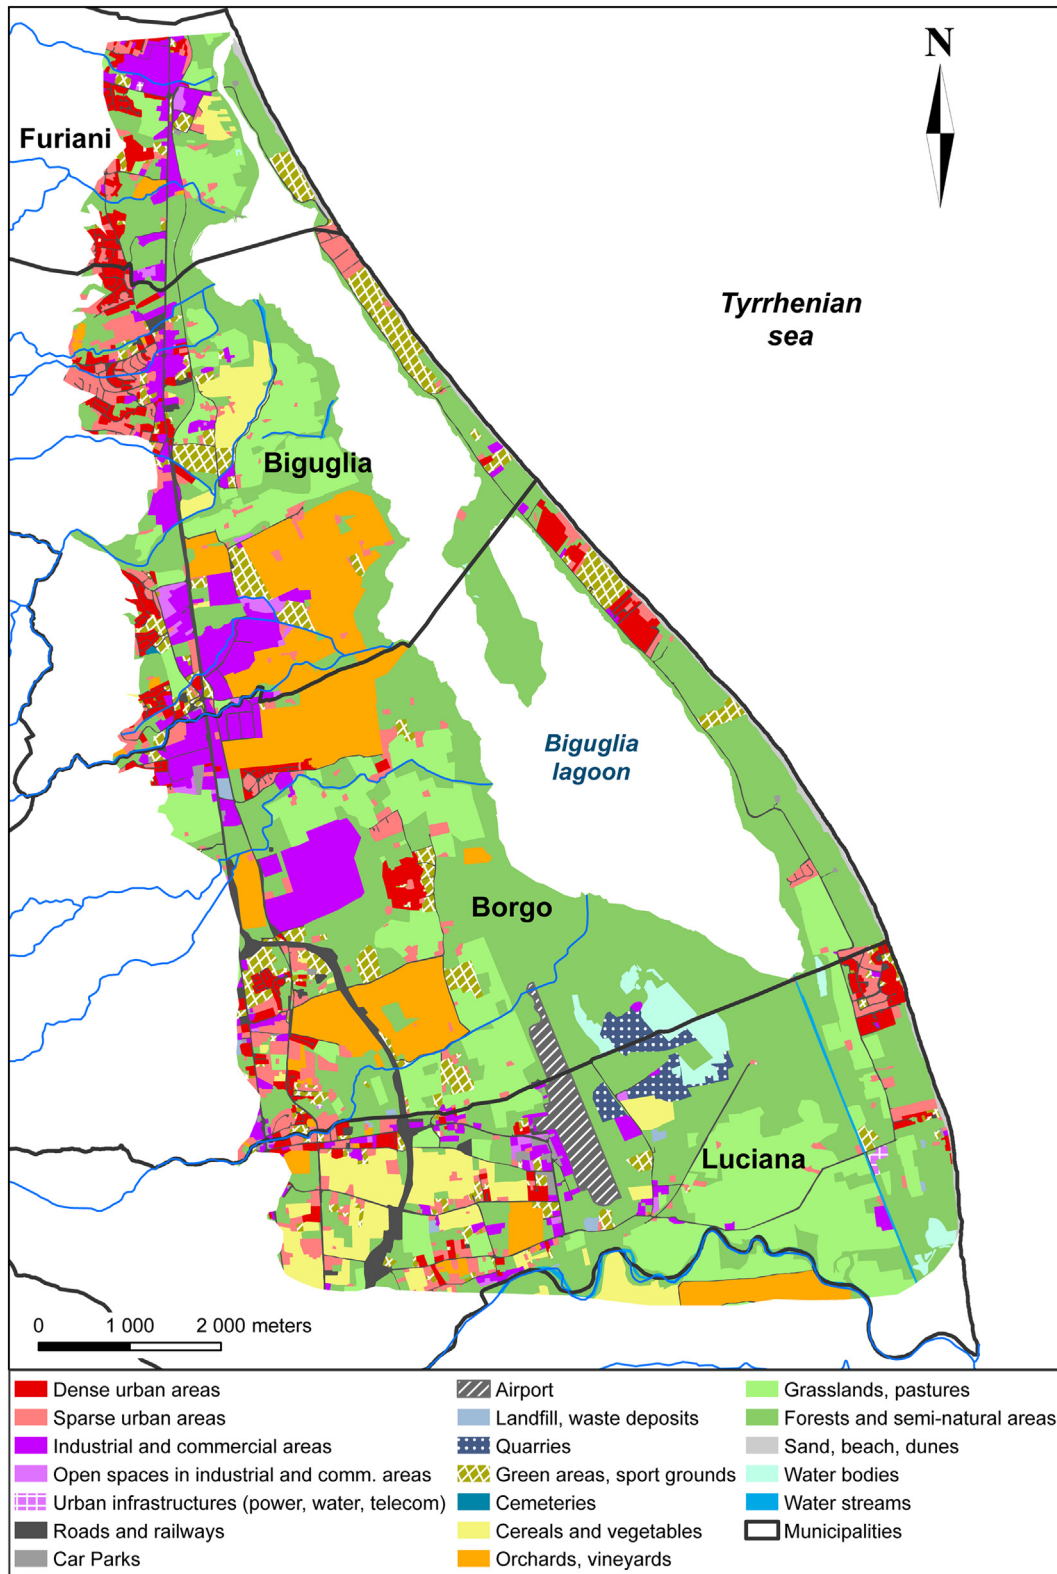 N
Furiani
Tyrrhenian
sea
Biguglia
Biguglia
lagoon
Borgo
Luciana
0 1 000 2 000 meters
Dense urban areas
Sparse urban areas
Industrial and commercial areas
Open spaces in industrial and comm. areas
Urban infrastructures (power, water, telecom)
Roads and railways
Car Parks
Airport
Landfill, waste deposits
Quarries
Green areas, sport grounds
Cemeteries
Cereals and vegetables
Orchards, vineyards
Grasslands, pastures
Forests and semi-natural areas
Sand, beach, dunes
Water bodies
Water streams
Municipalities